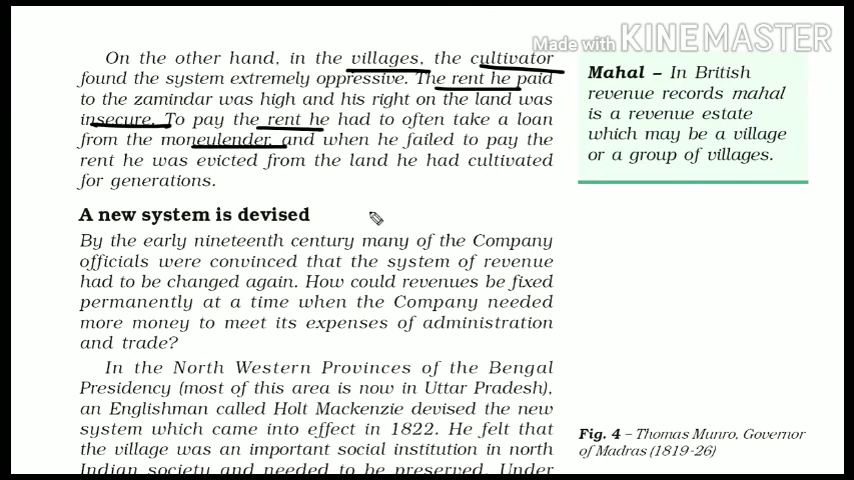 Made with KINEMASTER
On the other hand, in the villages, the cultivator
found the system extremely oppressive. The rent he paid
to the zamindar was high and his right on the land was
insecure. To pay the rent he had to often take a loan
from the moneylender, and when he failed to pay the
rent he was evicted from the land he had cultivated
for generations.
A new system is devised
By the early nineteenth century many of the Company
officials were convinced that the system of revenue
had to be changed again. How could revenues be fixed
permanently at a time when the Company needed
more money to meet its expenses of administration
and trade?
In the North Western Provinces of the Bengal
Presidency (most of this area is now in Uttar Pradesh),
an Englishman called Holt Mackenzie devised the new
system which came into effect in 1822. He felt that
the village was an important social institution in north
Indian society and needed to be preserved. Under
Mahal – In British
revenue records mahal
is a revenue estate
which may be a village
or a group of villages.
Fig. 4 – Thomas Munro, Governor
of Madras (1819-26)